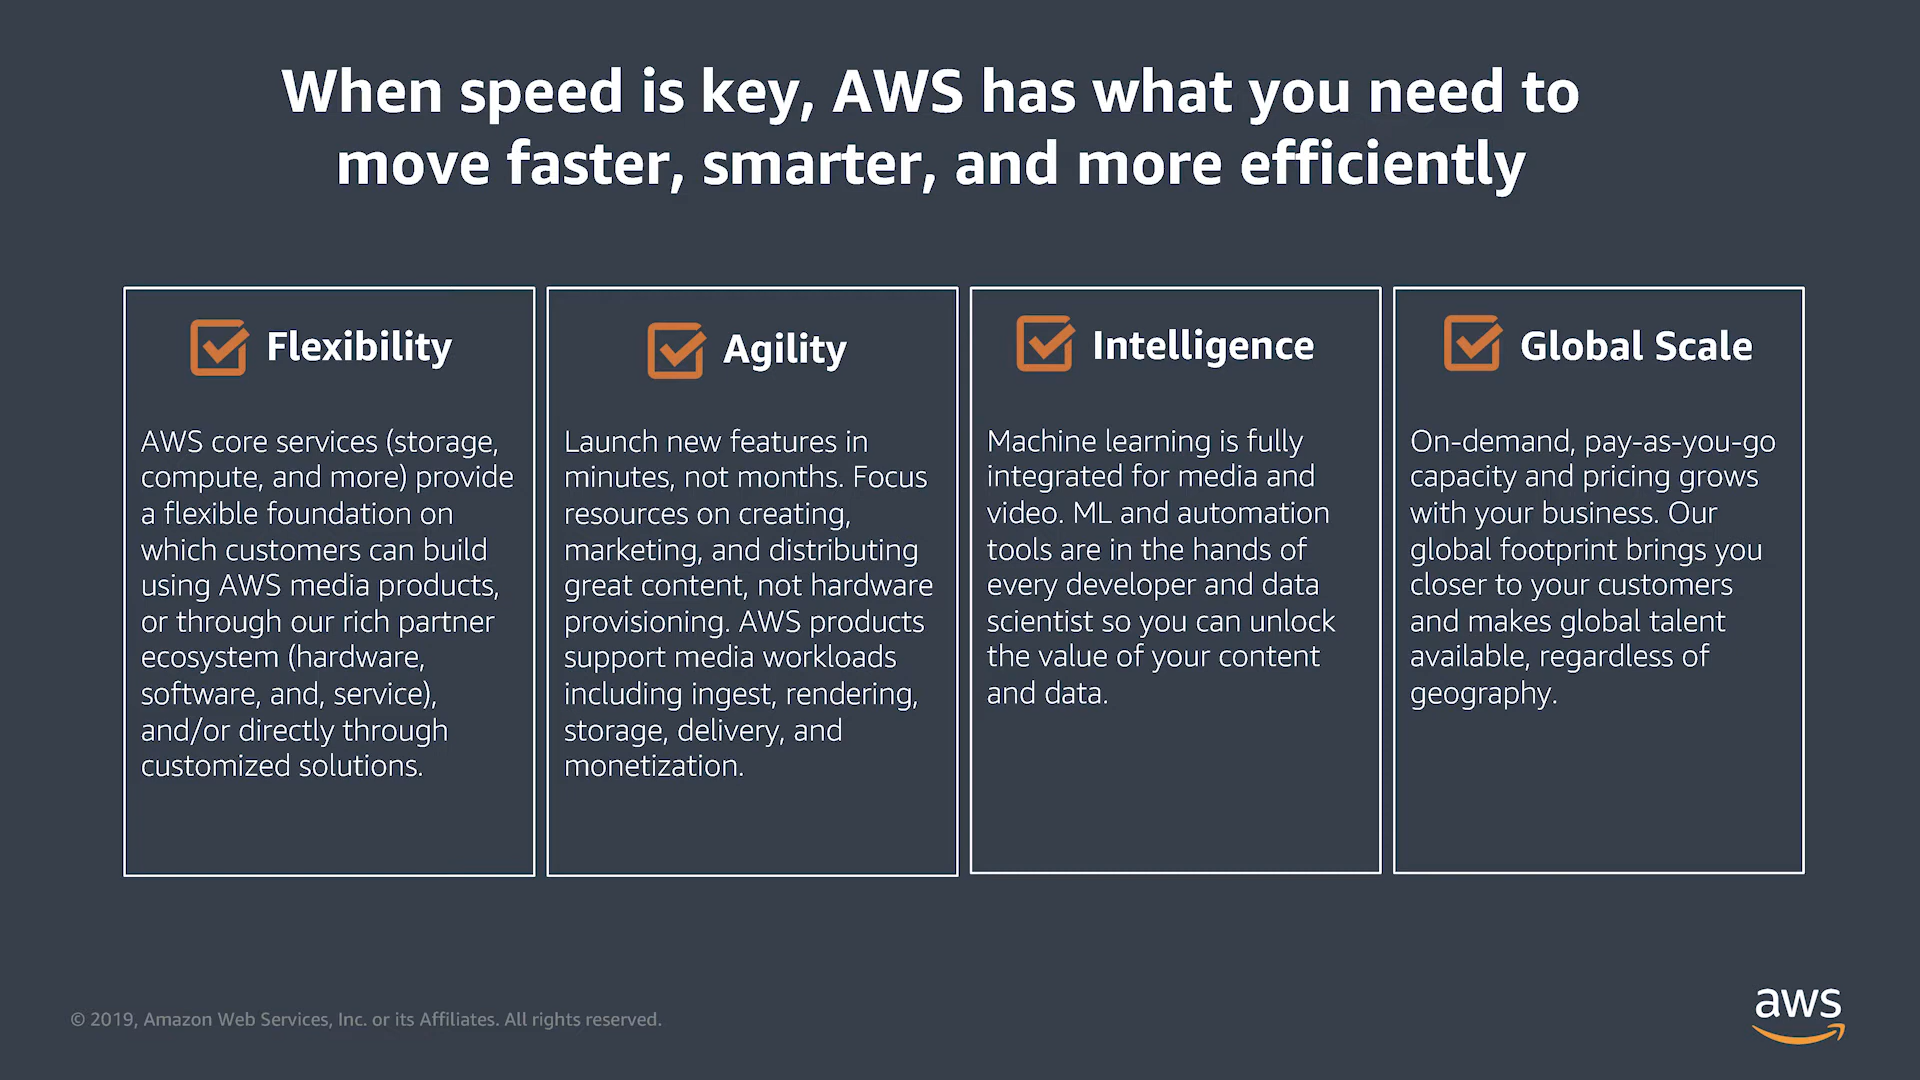 When speed is key, AWS has what you need to
move faster, smarter, and more efficiently
Flexibility
AWS core services (storage,
compute, and more) provide
a flexible foundation on
which customers can build
using AWS media products,
or through our rich partner
ecosystem (hardware,
software, and, service),
and/or directly through
customized solutions.
Agility
Launch new features in
minutes, not months. Focus
resources on creating,
marketing, and distributing
great content, not hardware
provisioning. AWS products
support media workloads
including ingest, rendering,
storage, delivery, and
monetization.
Intelligence
Machine learning is fully
integrated for media and
video. ML and automation
tools are in the hands of
every developer and data
scientist so you can unlock
the value of your content
and data.
Global Scale
On-demand, pay-as-you-go
capacity and pricing grows
with your business. Our
global footprint brings you
closer to your customers
and makes global talent
available, regardless of
geography.
© 2019, Amazon Web Services, Inc. or its Affiliates. All rights reserved.
aws